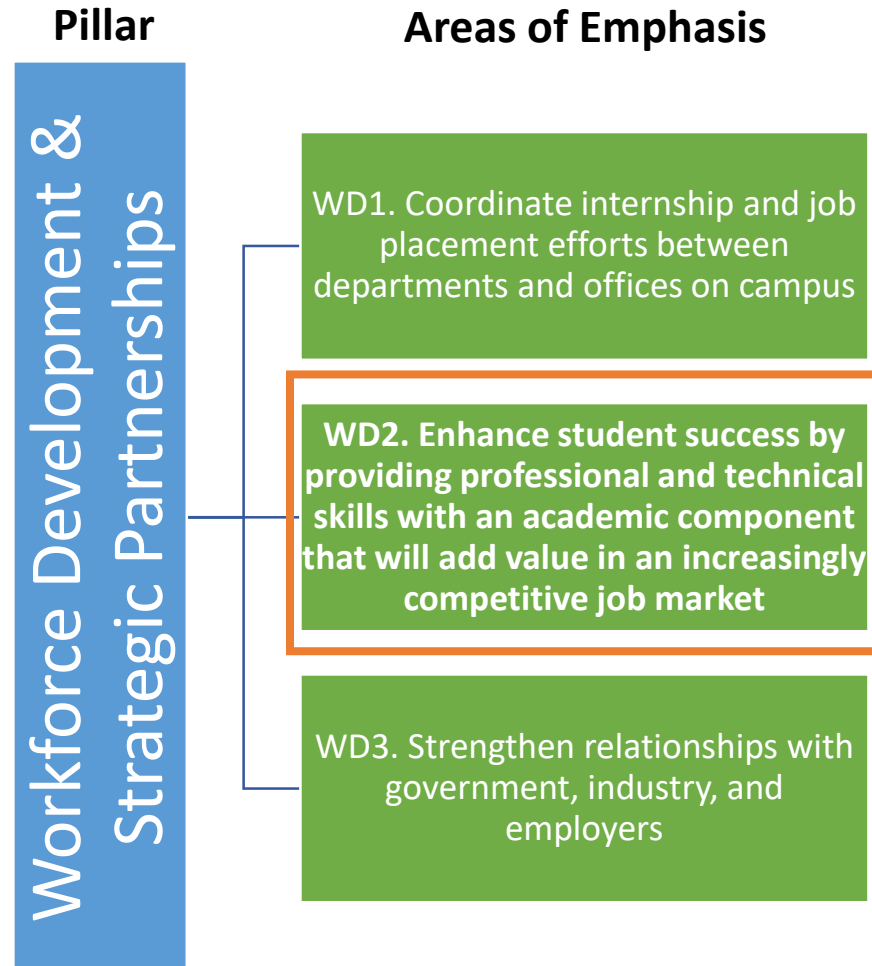 Pillar
Areas of Emphasis
Workforce Development &
Strategic Partnerships
WD1. Coordinate internship and job
placement efforts between
departments and offices on campus
WD2. Enhance student success by
providing professional and technical
skills with an academic component
that will add value in an increasingly
competitive job market
WD3. Strengthen relationships with
government, industry, and
employers